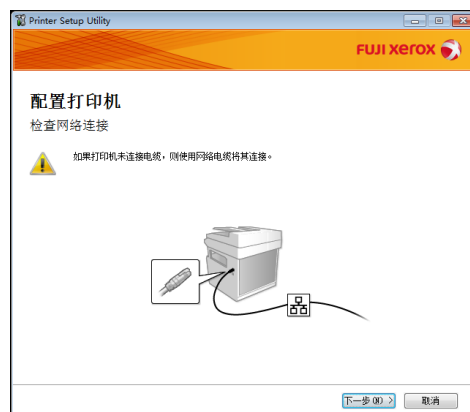 Printer Setup Utility
FUJI xerox
配置打印机
检查网络连接
如果打印机未连接电缆，则使用网络电缆将其连接。
下一步(N) >
取消